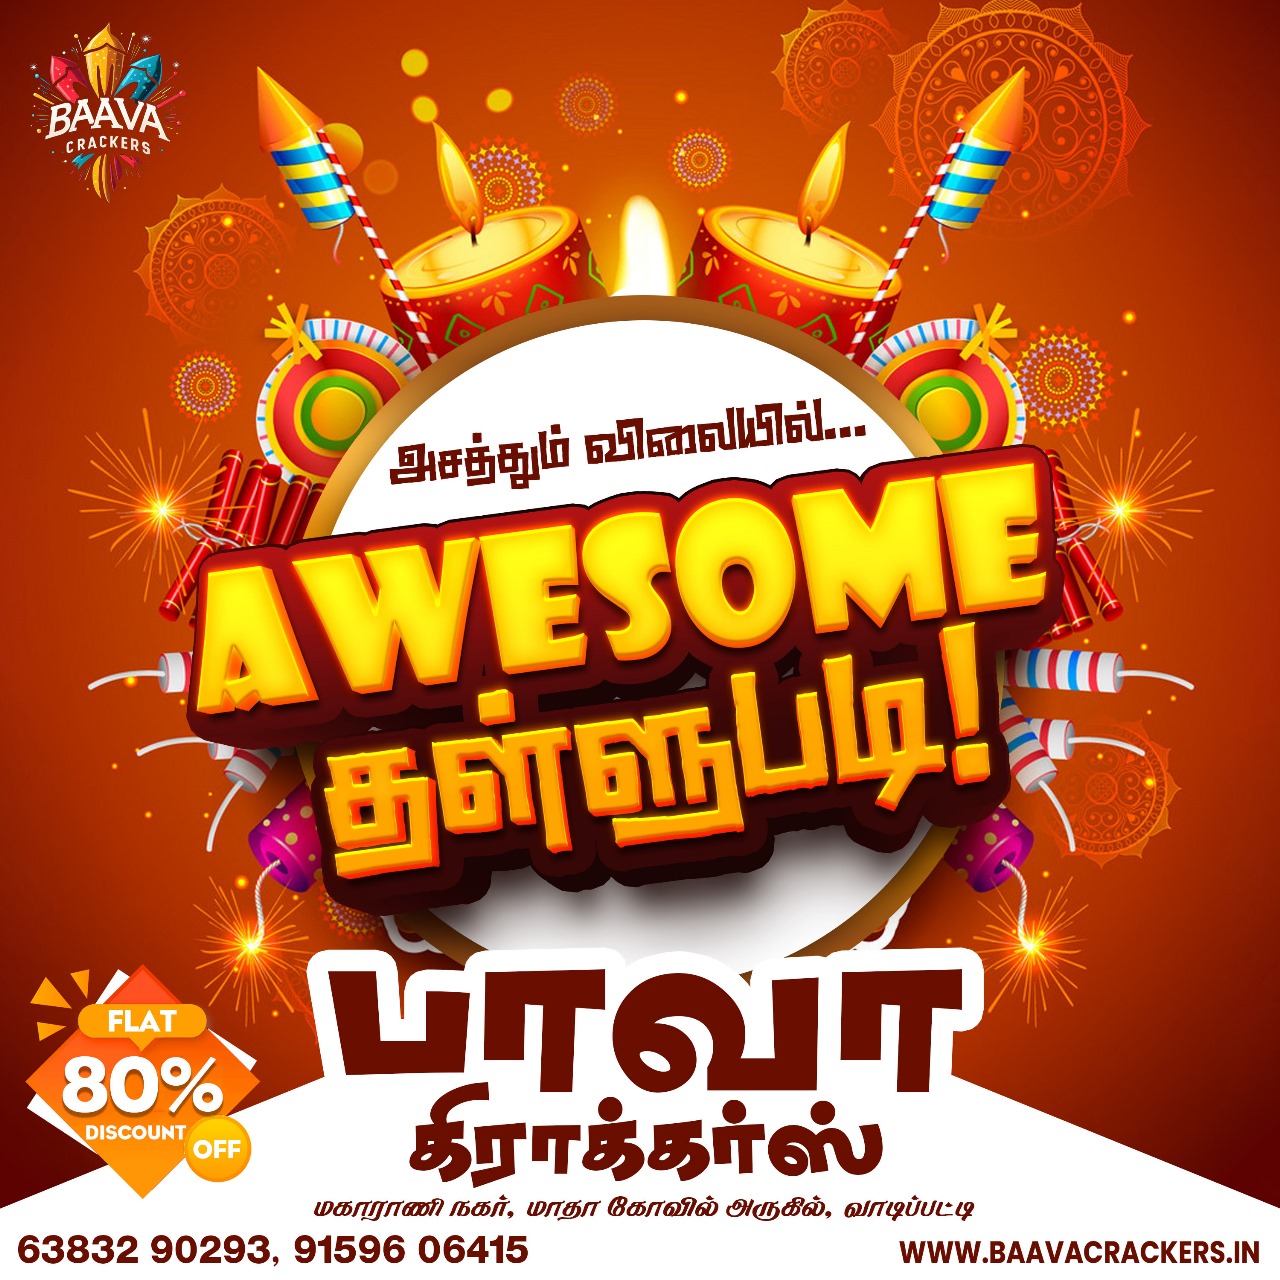 BAAVA
CRACKERS
அசத்தும் விலையில்...
AWESOME
தள்ளுபடி!
பாவா
கிராக்கர்ஸ்
FLAT
80%
DISCOUNT
OFF
மகாராணி நகர், மாதா கோவில் அருகில், வாடிப்பட்டி
63832 90293, 91596 06415
WWW.BAAVACRACKERS.IN